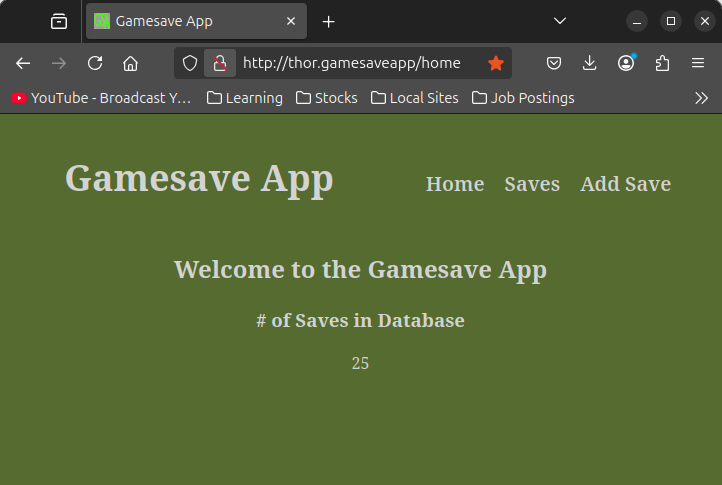 Gamesave App
http://thor.gamesaveapp/home
YouTube - Broadcast Y... Learning Stocks Local Sites Job Postings
Gamesave App
Home Saves Add Save
Welcome to the Gamesave App
# of Saves in Database
25